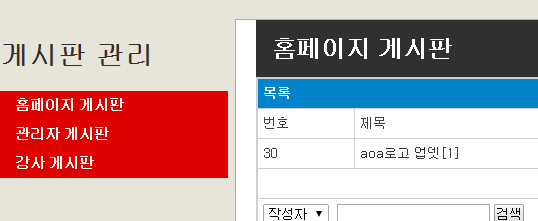 게시판 관리
홈페이지 게시판
관리자 게시판
강사 게시판
홈페이지 게시판
목록
번호 제목
30 aoa로고 업뎃[1]
작성자 검색